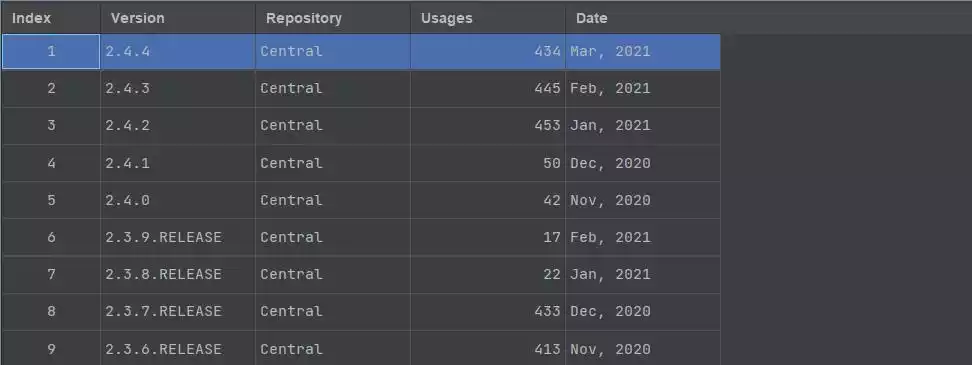 Index Version Repository Usages Date
1 2.4.4 Central 434 Mar, 2021
2 2.4.3 Central 445 Feb, 2021
3 2.4.2 Central 453 Jan, 2021
4 2.4.1 Central 50 Dec, 2020
5 2.4.0 Central 42 Nov, 2020
6 2.3.9.RELEASE Central 17 Feb, 2021
7 2.3.8.RELEASE Central 22 Jan, 2021
8 2.3.7.RELEASE Central 433 Dec, 2020
9 2.3.6.RELEASE Central 413 Nov, 2020